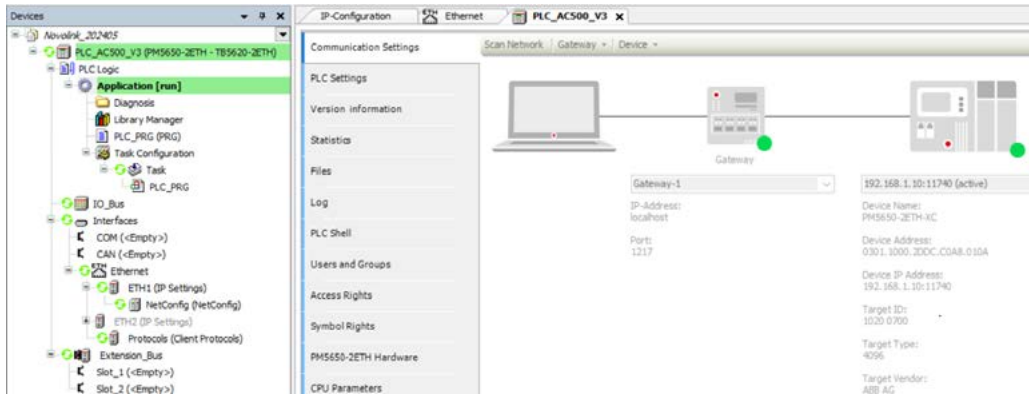 Devices
Novolink_202405
PLC_AC500_V3 (PM5650-2ETH - TB5620-2ETH)
PLC Logic
Application [run]
Diagnosis
Library Manager
PLC_PRG (PRG)
Task Configuration
Task
PLC_PRG
IO_Bus
Interfaces
COM (<Empty>)
CAN (<Empty>)
Ethernet
ETH1 (IP Settings)
NetConfig (NetConfig)
ETH2 (IP Settings)
Protocols (Client Protocols)
Extension_Bus
Slot_1 (<Empty>)
Slot_2 (<Empty>)
IP-Configuration Ethernet PLC_AC500_V3
Communication Settings
PLC Settings
Version information
Statistics
Files
Log
PLC Shell
Users and Groups
Access Rights
Symbol Rights
PM5650-2ETH Hardware
CPU Parameters
Scan Network Gateway Device
Gateway
Gateway-1
IP-Address:
localhost
Port:
1217
192.168.1.10:11740 (active)
Device Name:
PM5650-2ETH-XC
Device Address:
0301.1000.2DDC.C0A8.010A
Device IP Address:
192.168.1.10:11740
Target ID:
1020 0700
Target Type:
4096
Target Vendor:
ABB AG